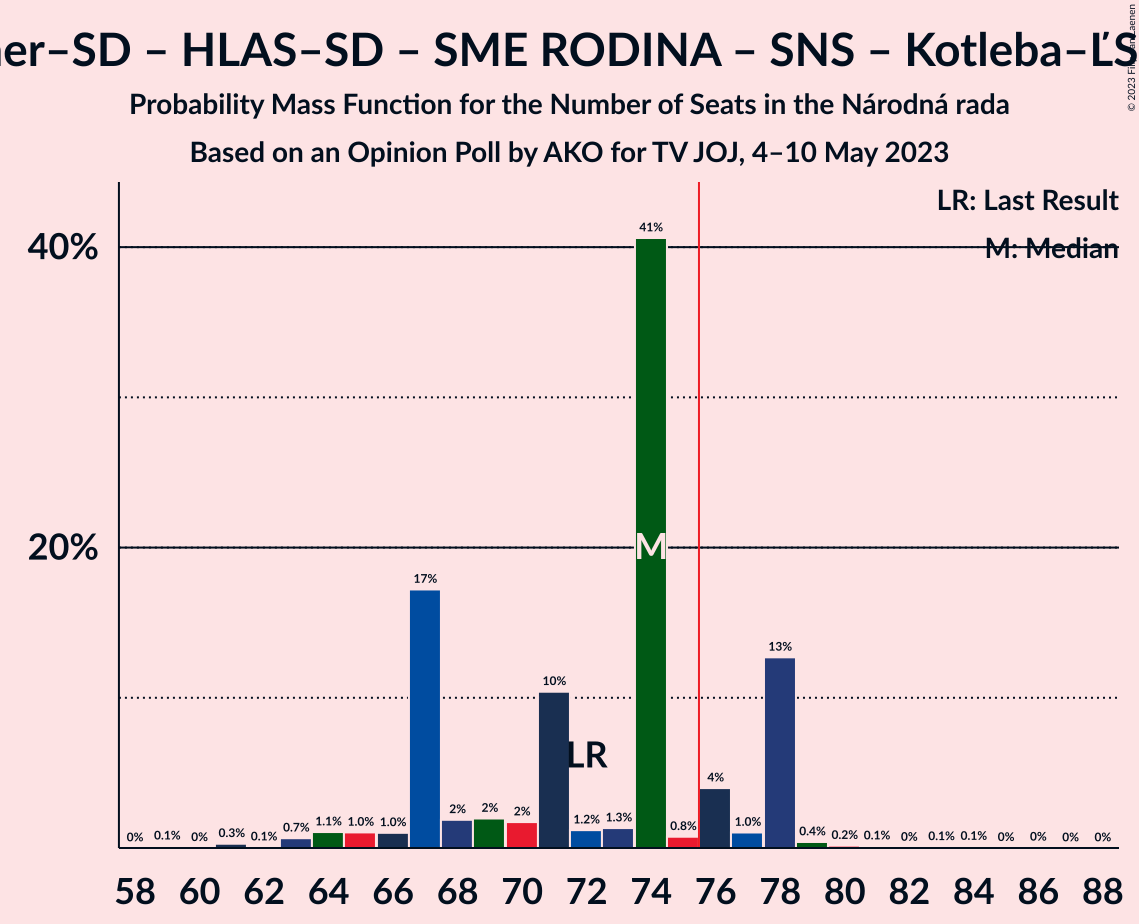 er–SD – HLAS–SD – SME RODINA – SNS – Kotleba–ĽS
Probability Mass Function for the Number of Seats in the Národná rada
Based on an Opinion Poll by AKO for TV JOJ, 4–10 May 2023
© 2023
LR: Last Result
M: Median
40%
20%
0% 0.1% 0% 0.3% 0.1% 0.7% 1.1% 1.0% 1.0% 17% 2% 2% 2% 10% 1.2% 1.3% 41% 0.8% 4% 1.0% 13% 0.4% 0.2% 0.1% 0% 0.1% 0.1% 0% 0% 0% 0%
LR
M
58 60 62 64 66 68 70 72 74 76 78 80 82 84 86 88